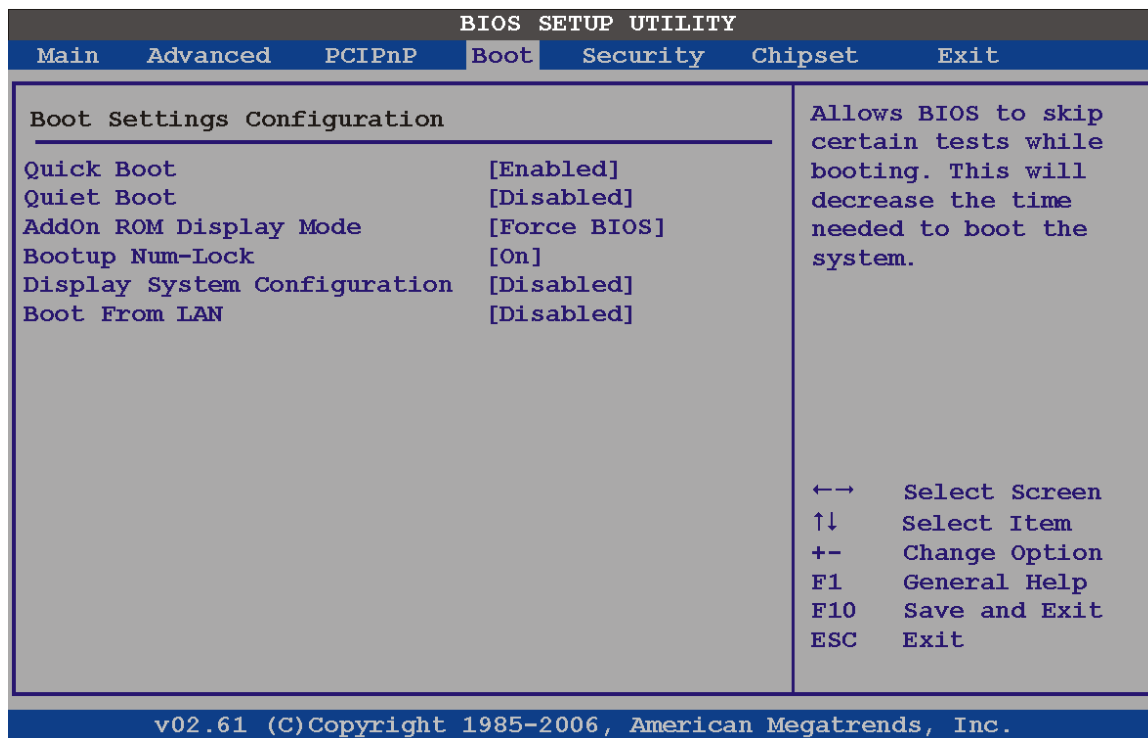 BIOS SETUP UTILITY
Main Advanced PCIPnP Boot Security Chipset Exit
Boot Settings Configuration
Quick Boot [Enabled]
Quiet Boot [Disabled]
AddOn ROM Display Mode [Force BIOS]
Bootup Num-Lock [On]
Display System Configuration [Disabled]
Boot From LAN [Disabled]
Allows BIOS to skip
certain tests while
booting. This will
decrease the time
needed to boot the
system.
←→ Select Screen
↑↓ Select Item
+- Change Option
F1 General Help
F10 Save and Exit
ESC Exit
v02.61 (C)Copyright 1985-2006, American Megatrends, Inc.